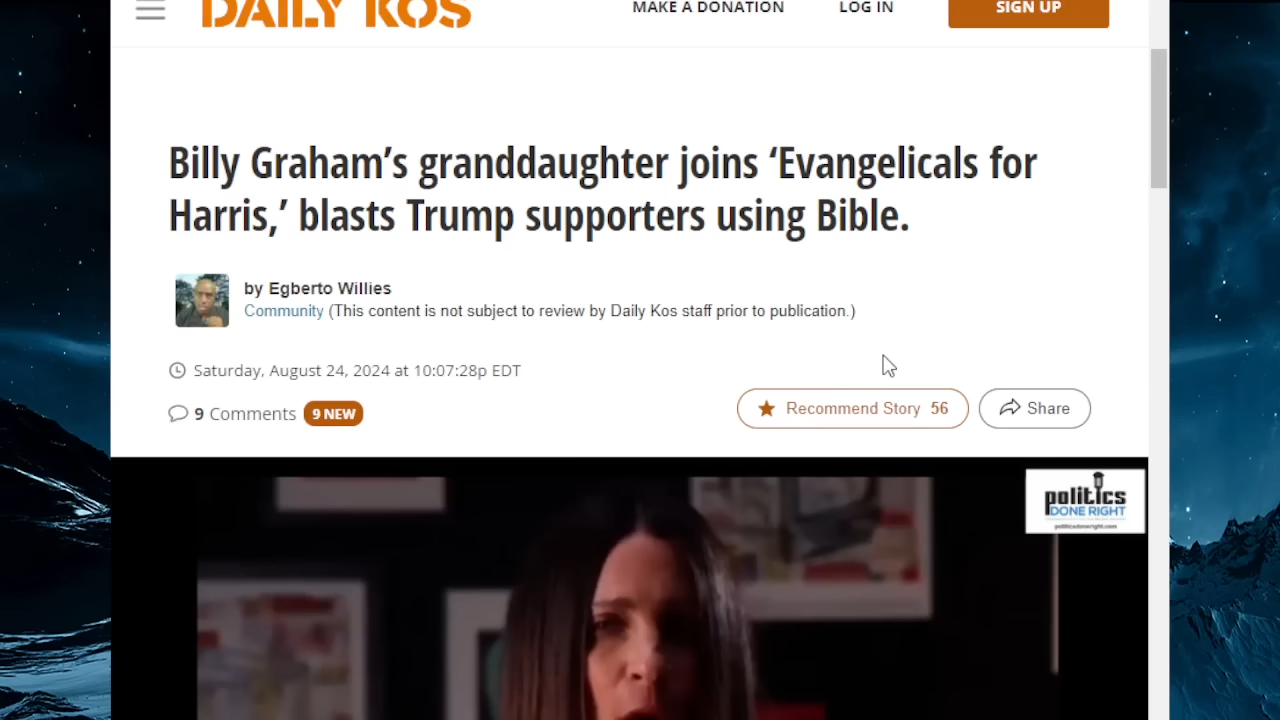 DAILY KOS
MAKE A DONATION
LOG IN
SIGN UP
Billy Graham’s granddaughter joins ‘Evangelicals for
Harris,’ blasts Trump supporters using Bible.
by Egberto Willies
Community (This content is not subject to review by Daily Kos staff prior to publication.)
Saturday, August 24, 2024 at 10:07:28p EDT
9 Comments 9 NEW
Recommend Story 56
Share
politics
DONE RIGHT
politicsdoneright.com